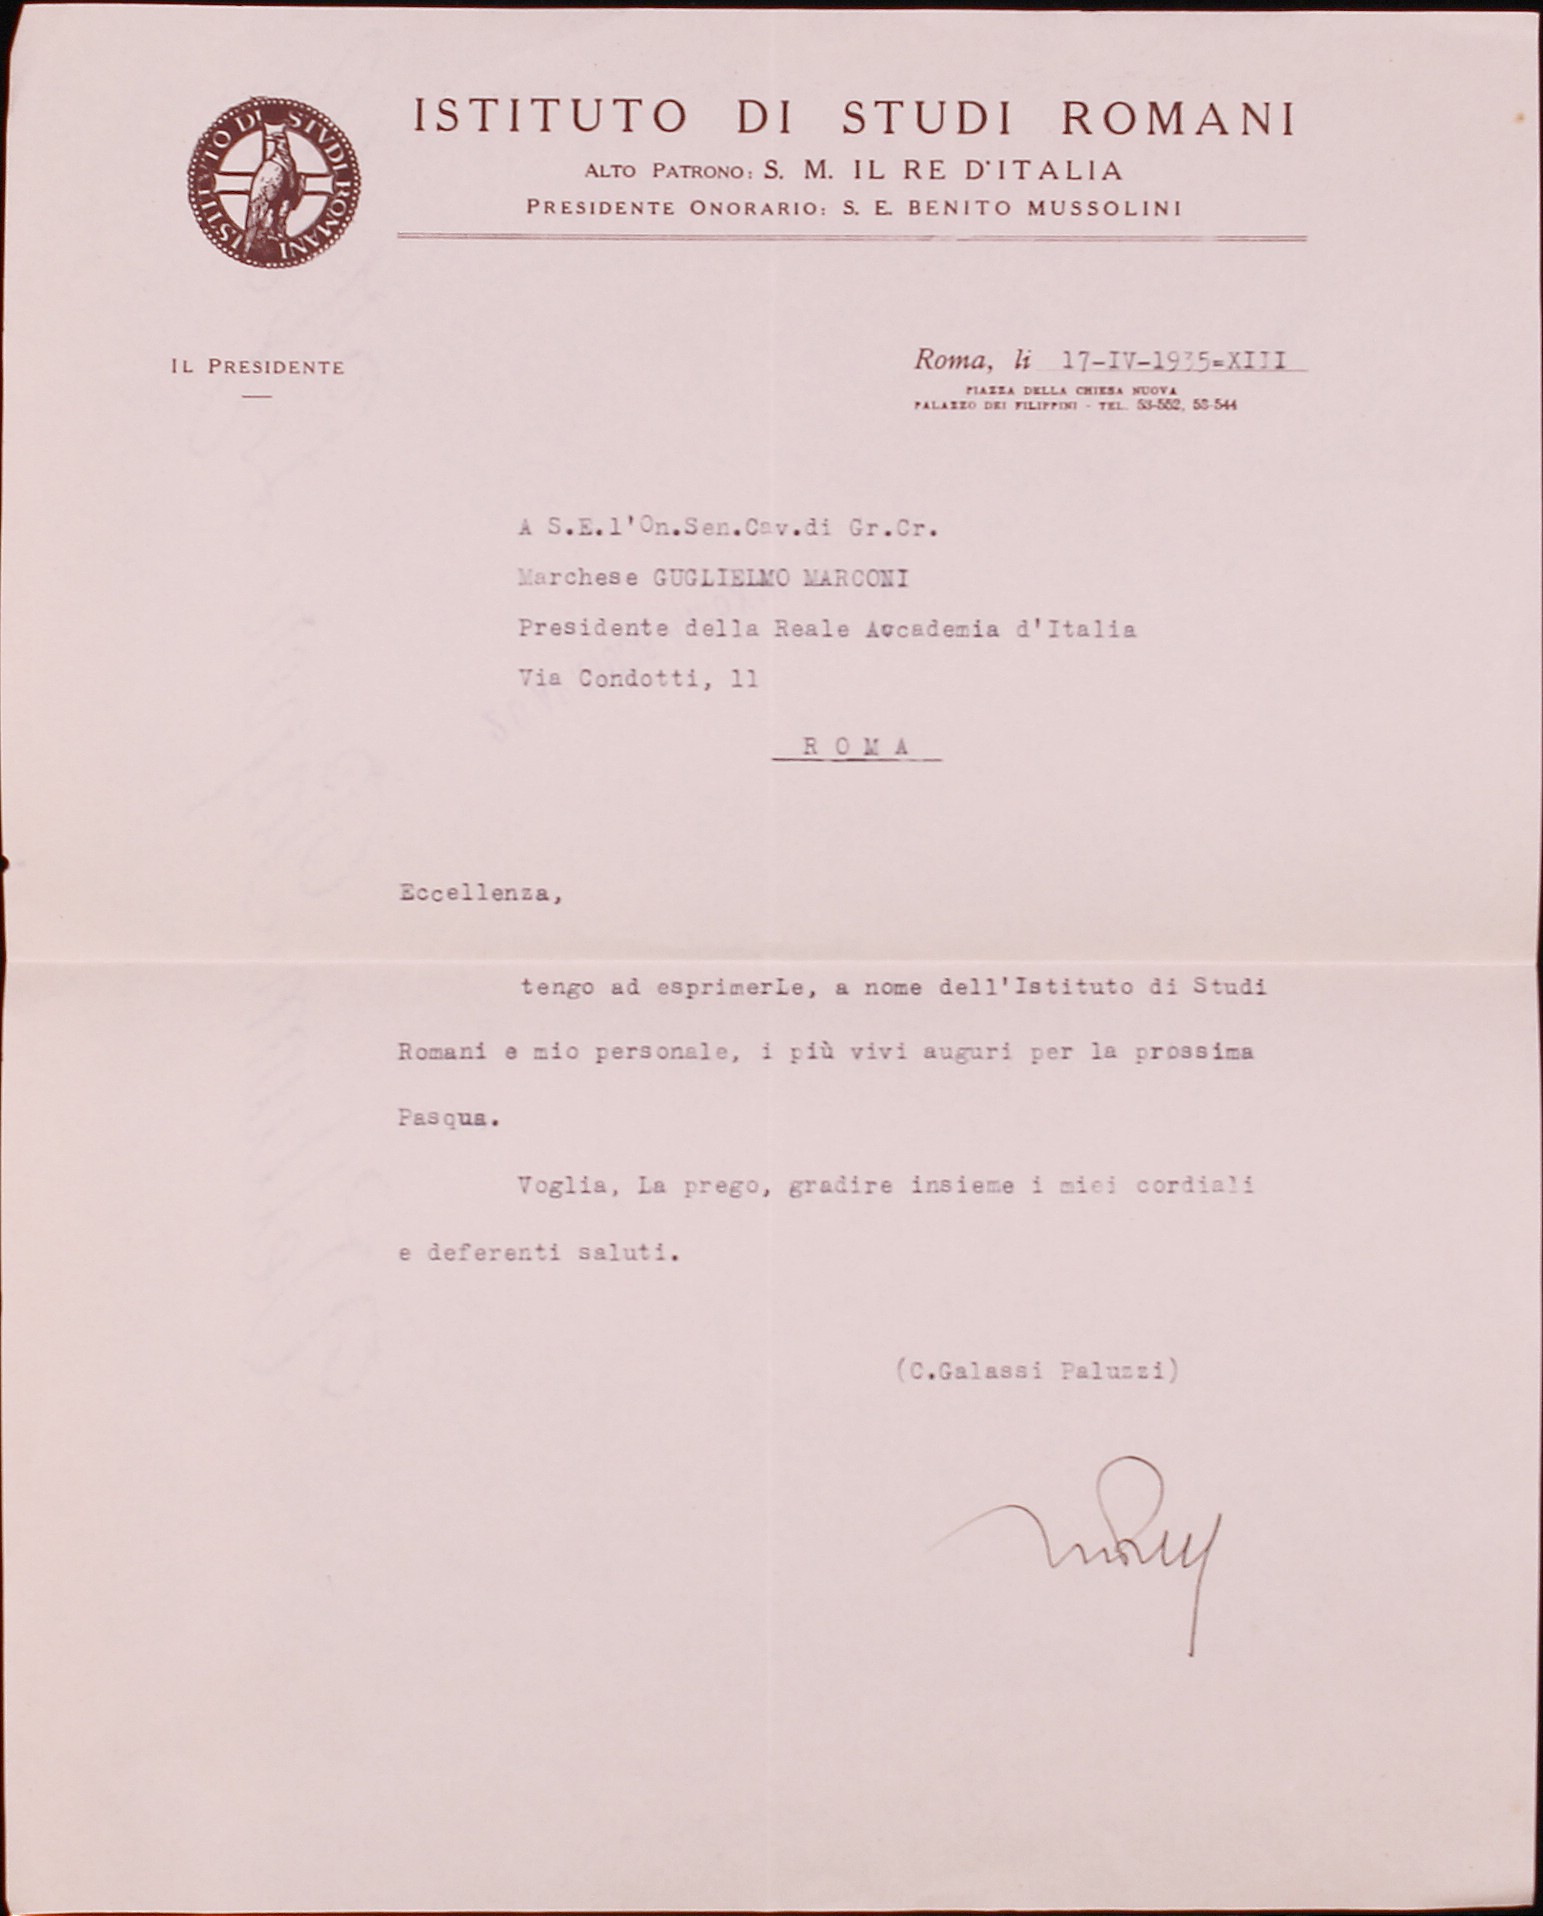 ISTITUTO DI STUDI ROMANI
ISTITUTO DI STVDI ROMANI
ALTO PATRONO: S. M. IL RE D'ITALIA
PRESIDENTE ONORARIO: S. E. BENITO MUSSOLINI
IL PRESIDENTE
Roma, li 17-IV-1935=XIII
PIAZZA DELLA CHIESA NUOVA
PALAZZO DEI FILIPPINI - TEL. 53-552, 53-544
A S.E.l'On.Sen.Cav.di Gr.Cr.
Marchese GUGLIELMO MARCONI
Presidente della Reale Accademia d'Italia
Via Condotti, 11
R O M A
Eccellenza,
tengo ad esprimerLe, a nome dell'Istituto di Studi
Romani e mio personale, i più vivi auguri per la prossima
Pasqua.
Voglia, La prego, gradire insieme i miei cordiali
e deferenti saluti.
(C.Galassi Paluzzi)